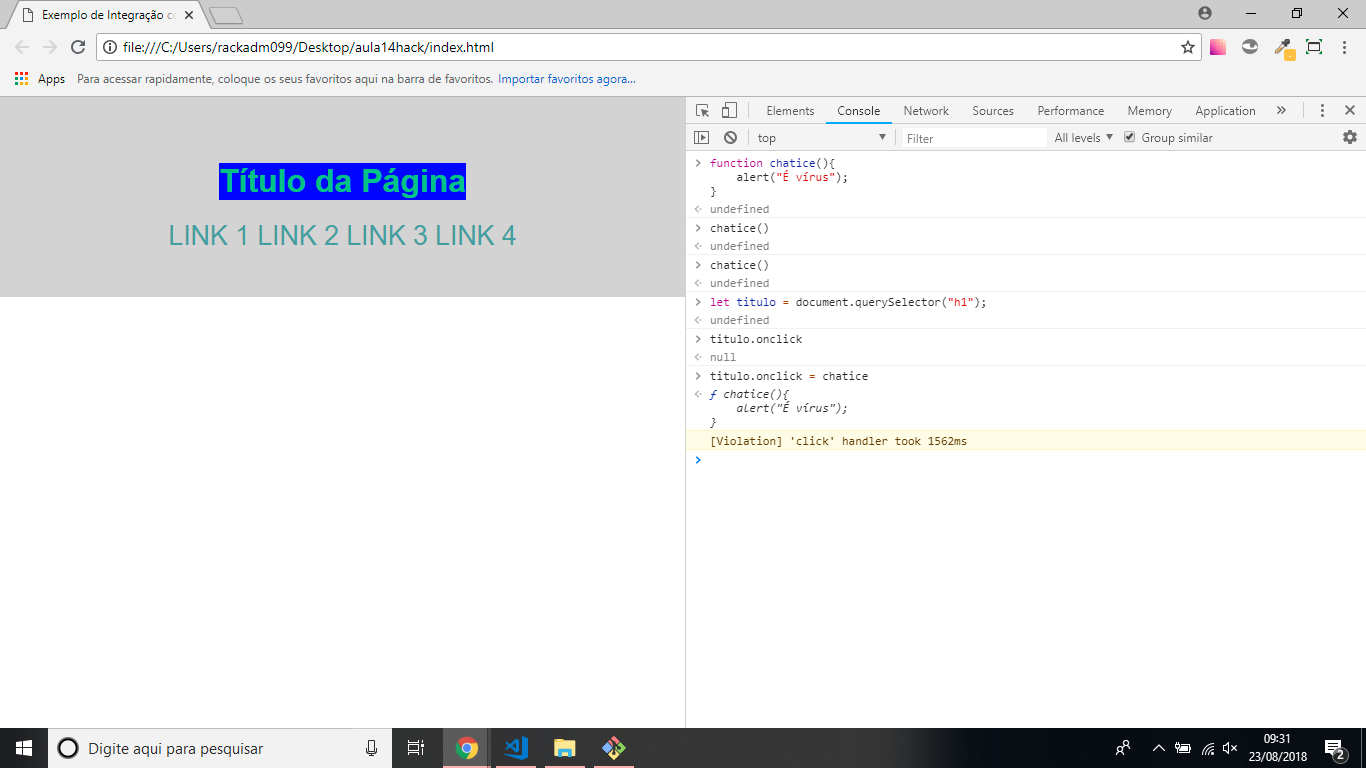 Exemplo de Integração co
file:///C:/Users/rackadm099/Desktop/aula14hack/index.html
Apps Para acessar rapidamente, coloque os seus favoritos aqui na barra de favoritos. Importar favoritos agora...
Título da Página
LINK 1 LINK 2 LINK 3 LINK 4
Elements Console Network Sources Performance Memory Application »
top Filter All levels Group similar
function chatice(){
alert("É vírus");
}
undefined
chatice()
undefined
chatice()
undefined
let titulo = document.querySelector("h1");
undefined
titulo.onclick
null
titulo.onclick = chatice
ƒ chatice(){
alert("É vírus");
}
[Violation] 'click' handler took 1562ms
Digite aqui para pesquisar
09:31
23/08/2018
2